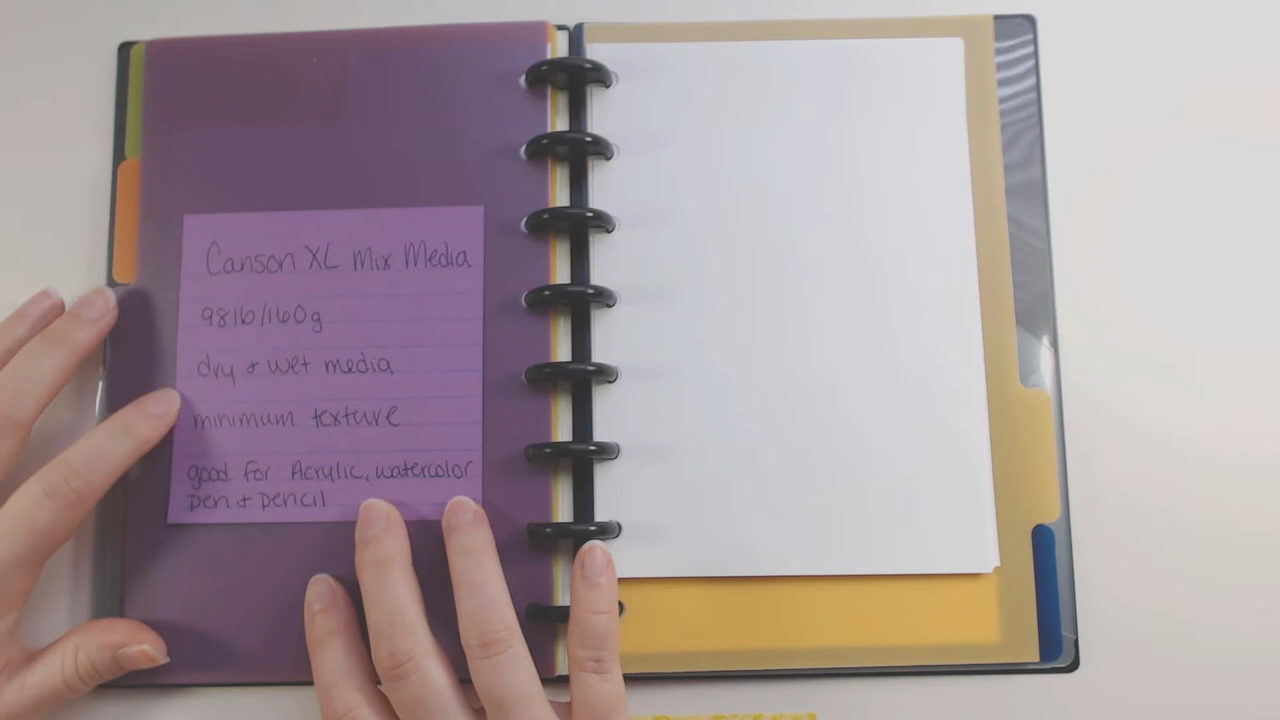 Canson XL Mix Media
98lb/160g
dry & wet media
minimum texture
good for Acrylic, watercolor
pen & pencil